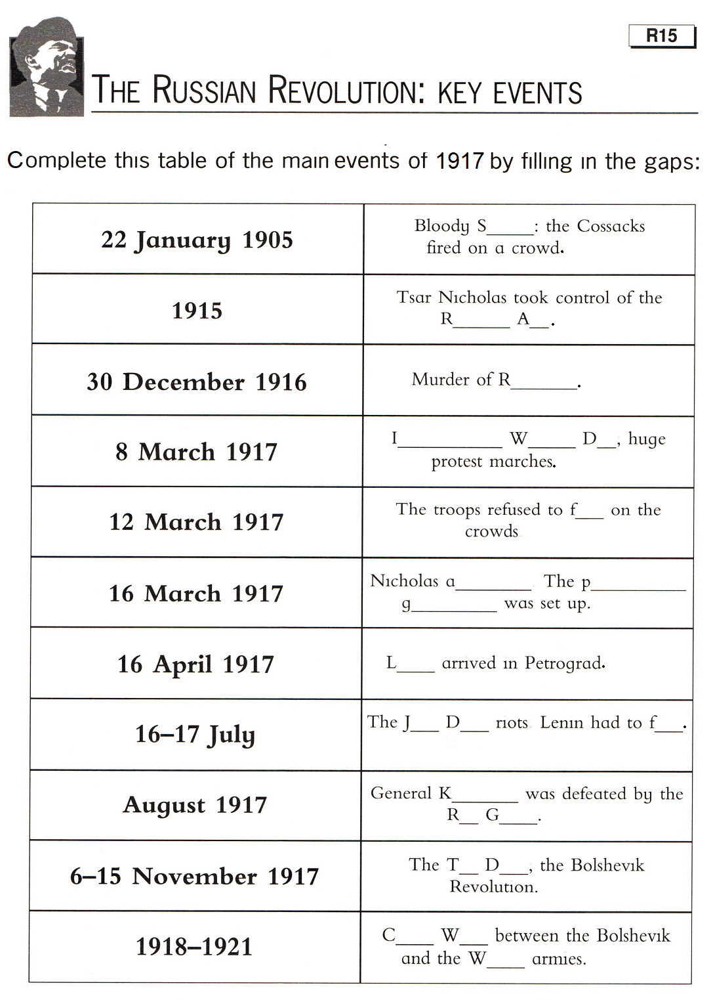 R15
THE RUSSIAN REVOLUTION: KEY EVENTS
Complete this table of the main events of 1917 by filling in the gaps:
22 January 1905
Bloody S_____: the Cossacks
fired on a crowd.
1915
Tsar Nicholas took control of the
R______ A__.
30 December 1916
Murder of R_______.
8 March 1917
I___________ W_____ D__, huge
protest marches.
12 March 1917
The troops refused to f___ on the
crowds
16 March 1917
Nicholas a________ The p__________
g_________ was set up.
16 April 1917
L____ arrived in Petrograd.
16–17 July
The J___ D___ riots Lenin had to f___.
August 1917
General K_______ was defeated by the
R__ G____.
6–15 November 1917
The T__ D___, the Bolshevik
Revolution.
1918–1921
C____ W___ between the Bolshevik
and the W____ armies.